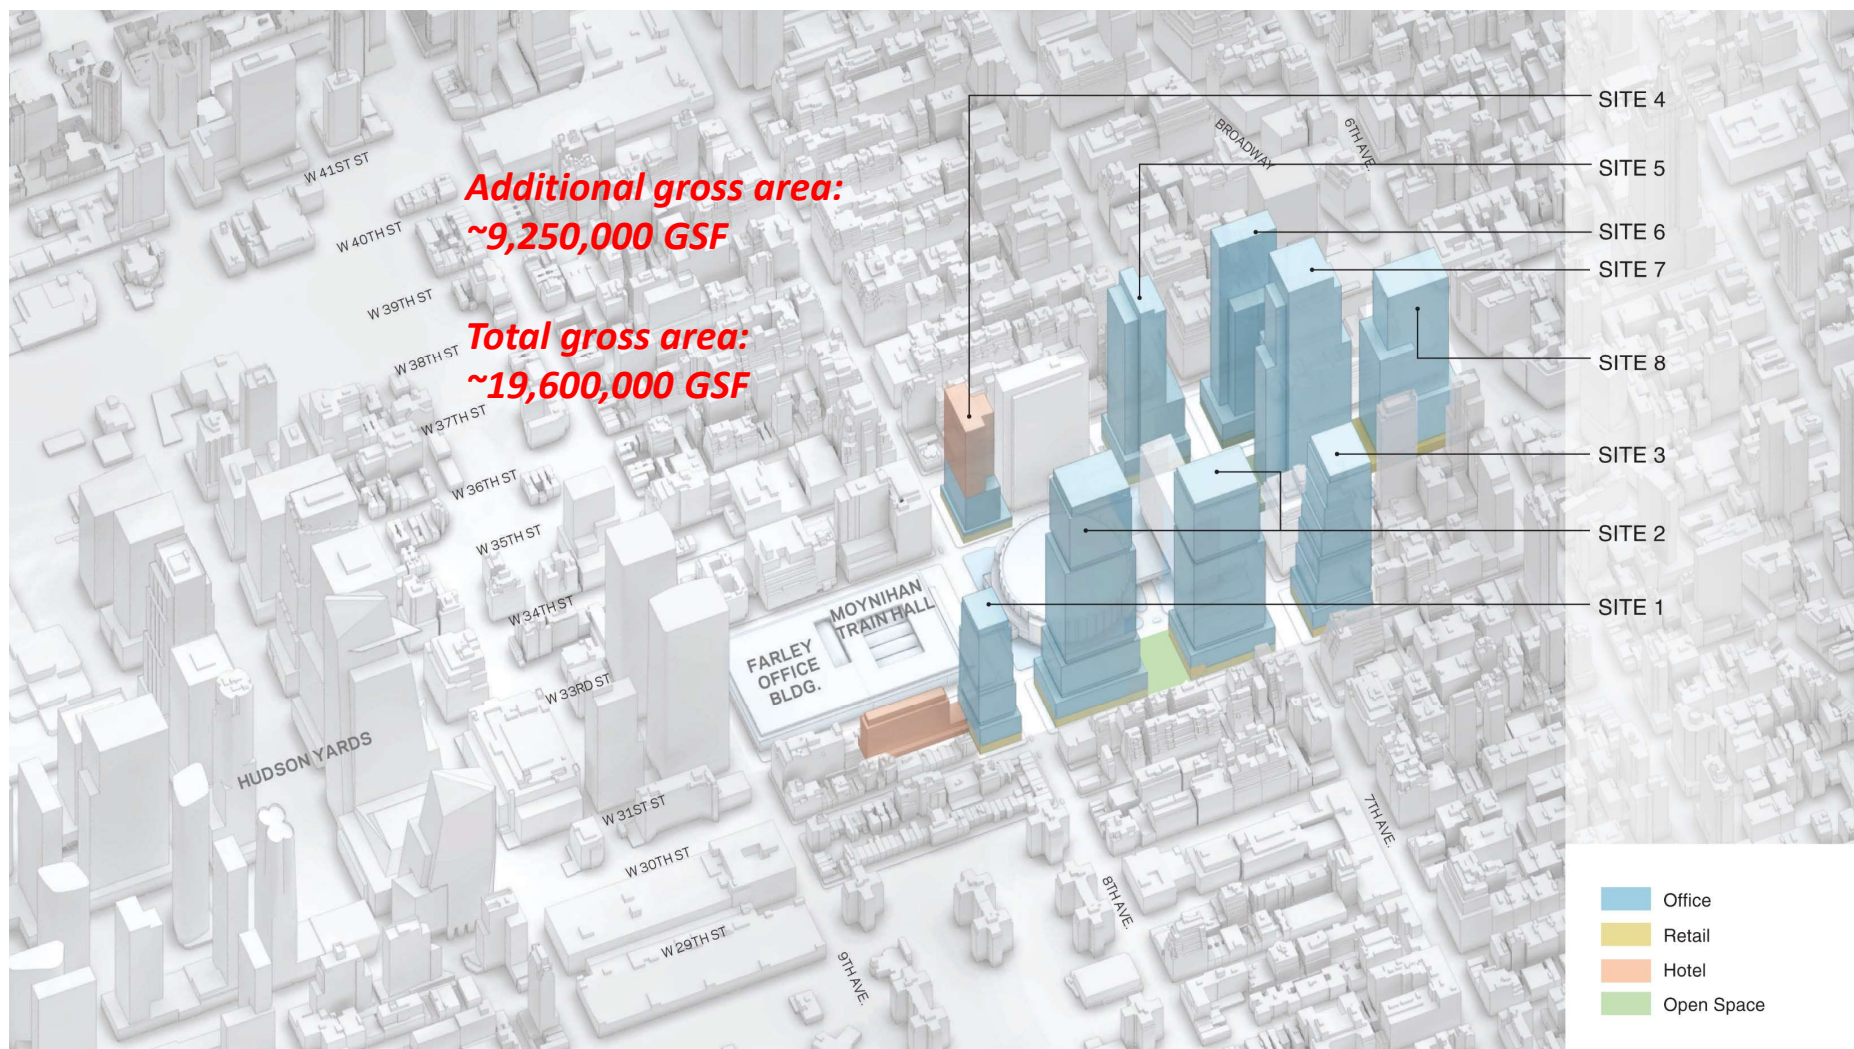 SITE 4
BROADWAY
6TH AVE.
W 41ST ST
SITE 5
Additional gross area:
~9,250,000 GSF
W 40TH ST
SITE 6
SITE 7
W 39TH ST
Total gross area:
~19,600,000 GSF
W 38TH ST
SITE 8
W 37TH ST
SITE 3
W 36TH ST
SITE 2
W 35TH ST
W 34TH ST
MOYNIHAN
TRAIN HALL
SITE 1
FARLEY
OFFICE
BLDG.
W 33RD ST
HUDSON YARDS
W 31ST ST
7TH AVE.
W 30TH ST
8TH AVE.
W 29TH ST
9TH AVE.
Office
Retail
Hotel
Open Space